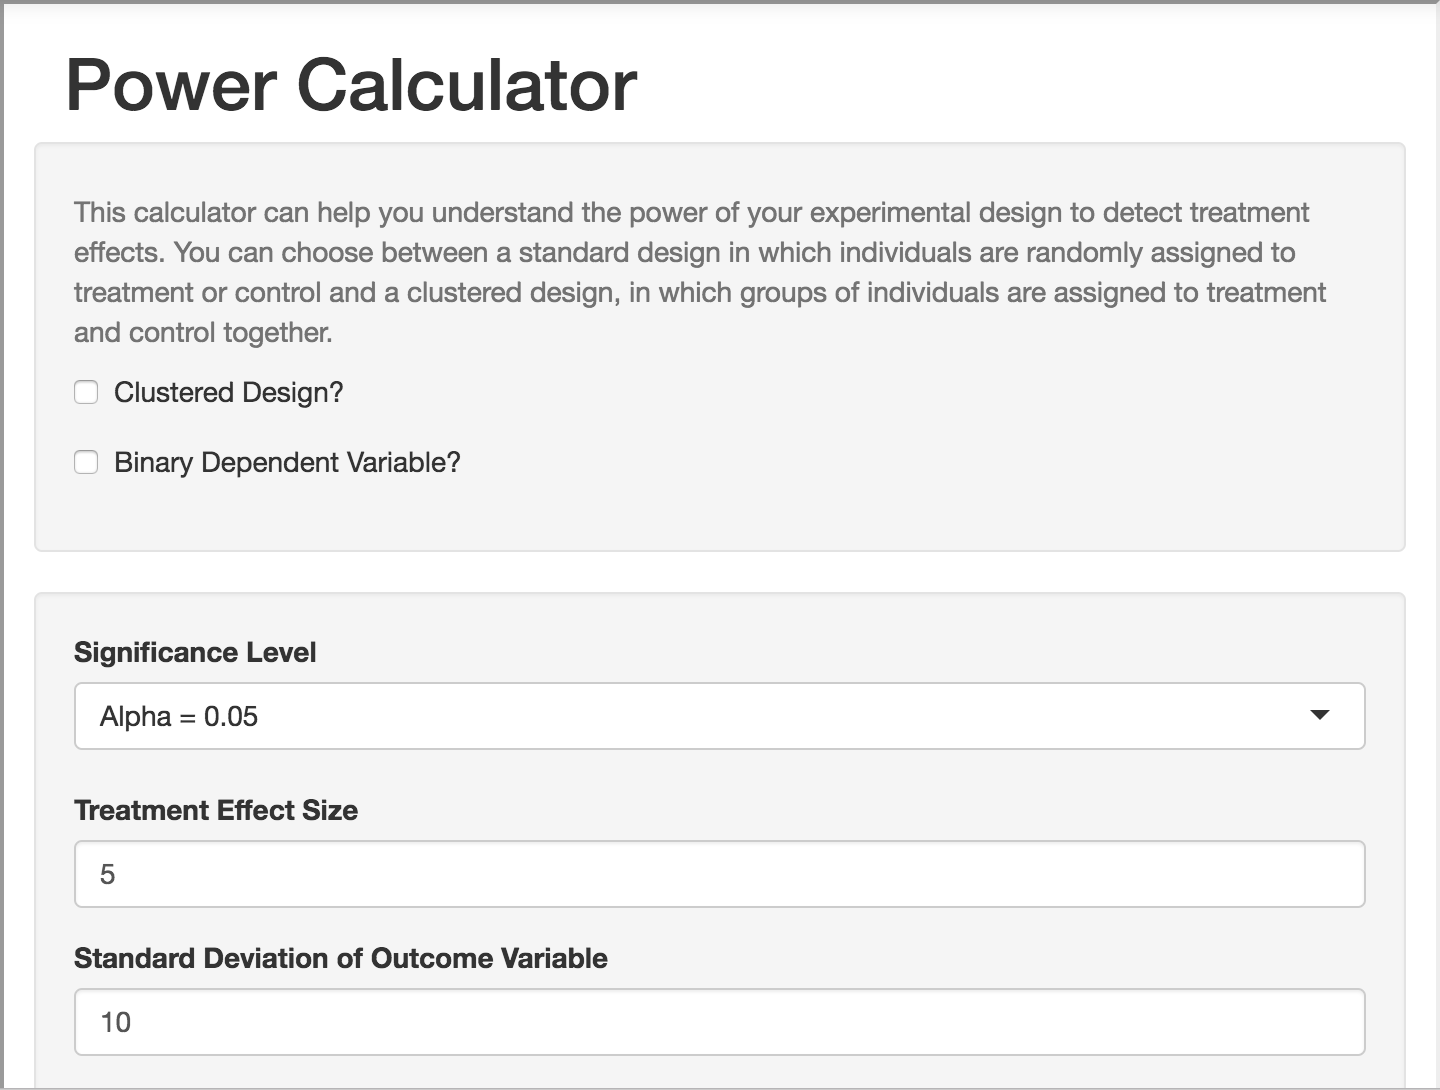 Power Calculator
This calculator can help you understand the power of your experimental design to detect treatment
effects. You can choose between a standard design in which individuals are randomly assigned to
treatment or control and a clustered design, in which groups of individuals are assigned to treatment
and control together.
Clustered Design?
Binary Dependent Variable?
Significance Level
Alpha = 0.05
Treatment Effect Size
5
Standard Deviation of Outcome Variable
10